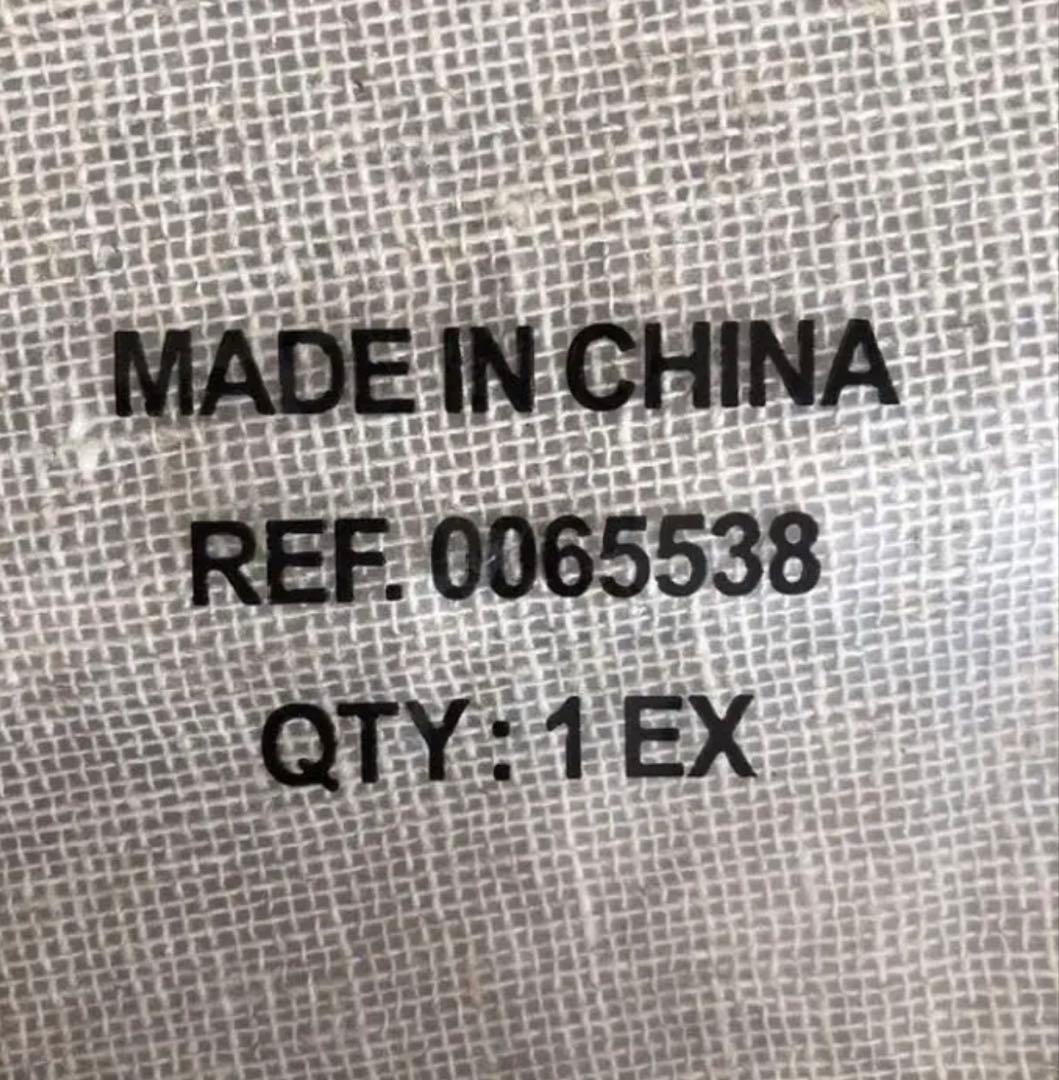 MADE IN CHINA
REF. 0065538
QTY : 1 EX